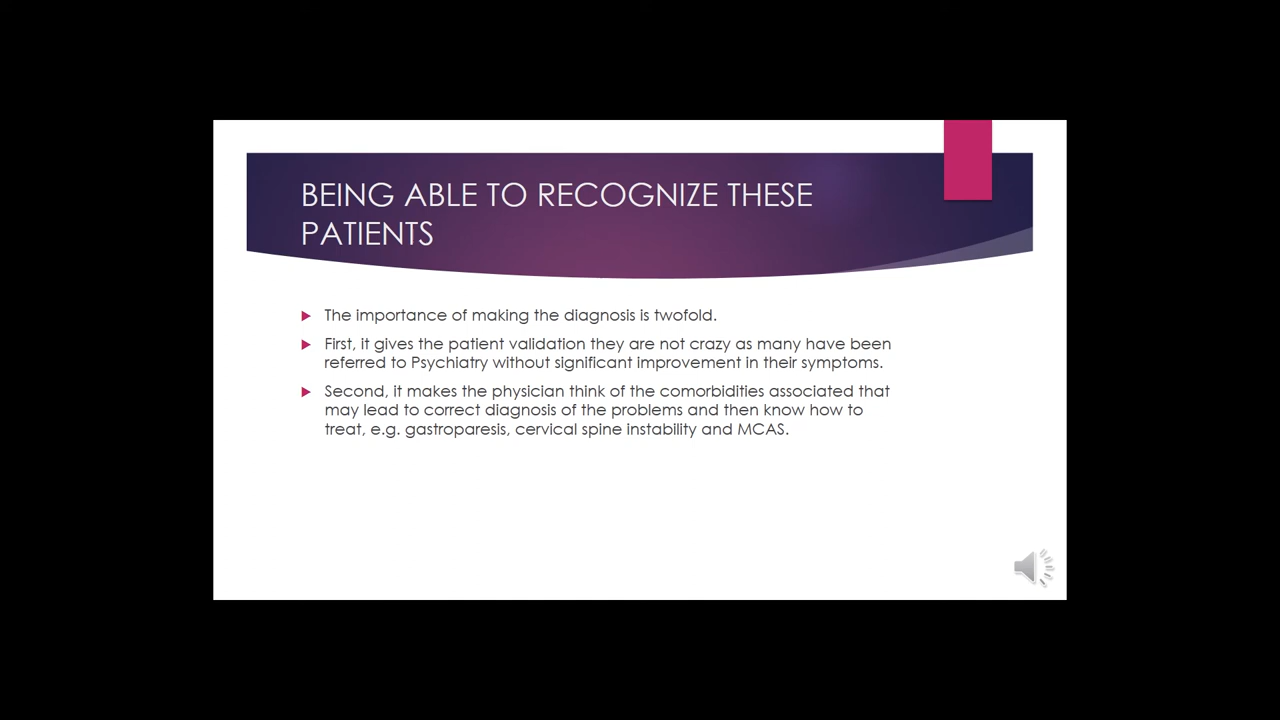 BEING ABLE TO RECOGNIZE THESE
PATIENTS
The importance of making the diagnosis is twofold.
First, it gives the patient validation they are not crazy as many have been
referred to Psychiatry without significant improvement in their symptoms.
Second, it makes the physician think of the comorbidities associated that
may lead to correct diagnosis of the problems and then know how to
treat, e.g. gastroparesis, cervical spine instability and MCAS.